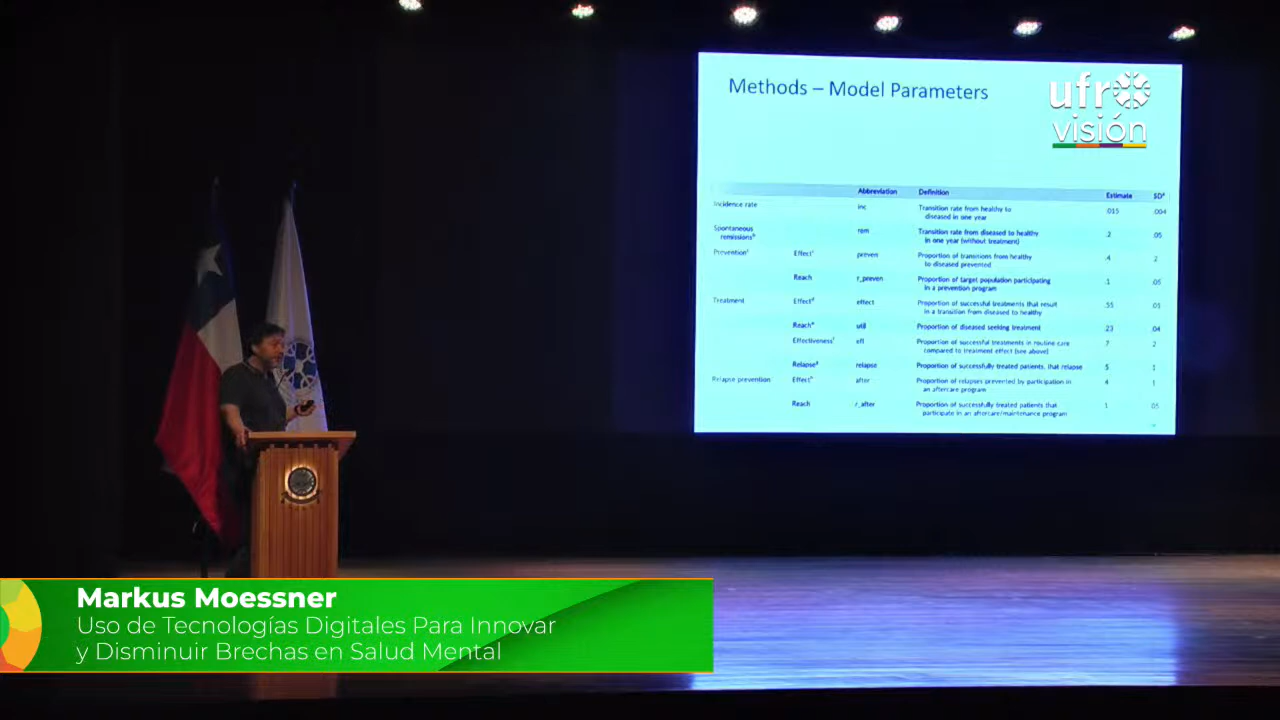 Methods – Model Parameters
ufro
visión
Abbreviation Definition Estimate SD
Incidence rate inc Transition rate from healthy to diseased in one year .015 .004
Spontaneous remissions rem Transition rate from diseased to healthy in one year (without treatment) .2 .05
Prevention Effect preven Proportion of transitions from healthy to diseased prevented .4 2
Reach r_preven Proportion of target population participating in a prevention program .1 .05
Treatment Effect effect Proportion of successful treatments that result in a transition from diseased to healthy .55 .01
Reach Proportion of diseased seeking treatment 23 .04
Effectiveness efl Proportion of successful treatments in routine care compared to treatment effect (see above) 7 2
Relapse relapse Proportion of successfully treated patients, that relapse 5 1
Relapse prevention Effect after Proportion of relapses prevented by participation in an aftercare program 4 1
Reach r_after Proportion of successfully treated patients that participate in an aftercare/maintenance program 1 05
Markus Moessner
Uso de Tecnologías Digitales Para Innovar
y Disminuir Brechas en Salud Mental